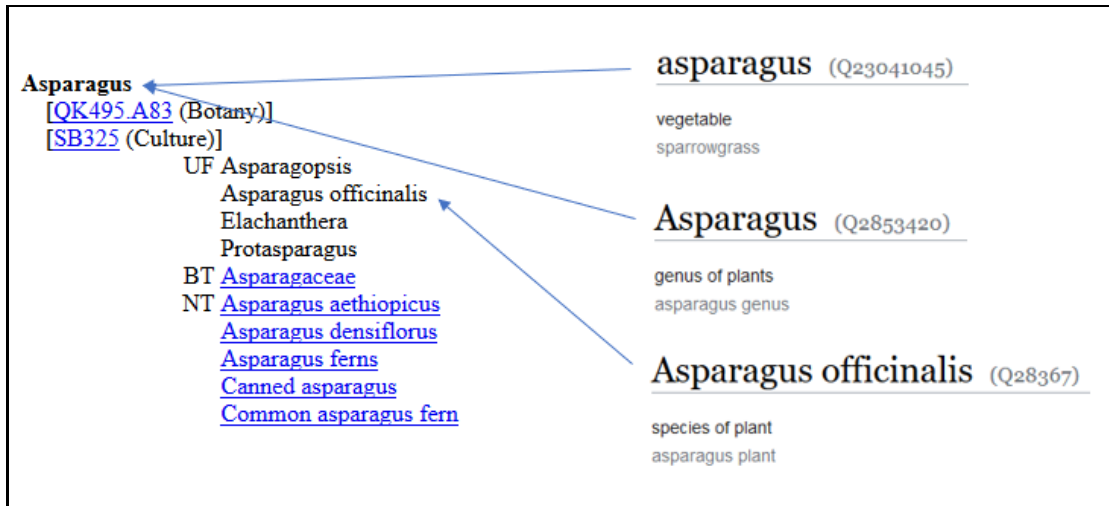 Asparagus
[QK495.A83 (Botany)]
[SB325 (Culture)]
UF Asparagopsis
Asparagus officinalis
Elachanthera
Protasparagus
BT Asparagaceae
NT Asparagus aethiopicus
Asparagus densiflorus
Asparagus ferns
Canned asparagus
Common asparagus fern
asparagus (Q23041045)
vegetable
sparrowgrass
Asparagus (Q2853420)
genus of plants
asparagus genus
Asparagus officinalis (Q28367)
species of plant
asparagus plant